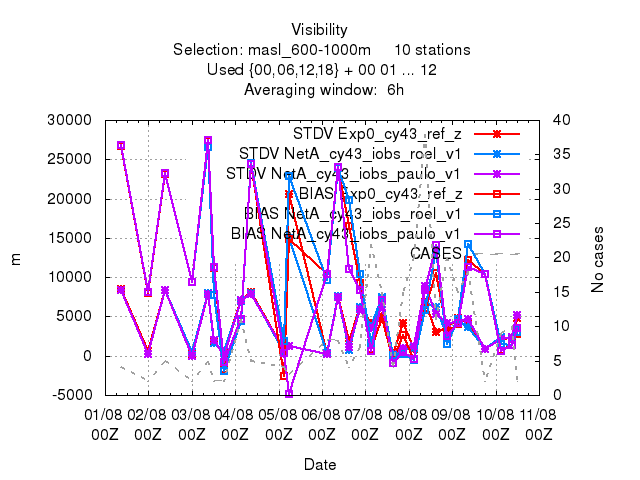 Visibility
Selection: masl_600-1000m 10 stations
Used {00,06,12,18} + 00 01 ... 12
Averaging window: 6h
30000
25000
20000
15000
10000
5000
0
-5000
m
40
35
30
25
20
15
10
5
0
No cases
STDV Exp0_cy43_ref_z
STDV NetA_cy43_iobs_roel_v1
STDV NetA_cy43_iobs_paulo_v1
BIAS Exp0_cy43_ref_z
BIAS NetA_cy43_iobs_roel_v1
BIAS NetA_cy43_iobs_paulo_v1
CASES
01/08 02/08 03/08 04/08 05/08 06/08 07/08 08/08 09/08 10/08 11/08
00Z 00Z 00Z 00Z 00Z 00Z 00Z 00Z 00Z 00Z 00Z
Date